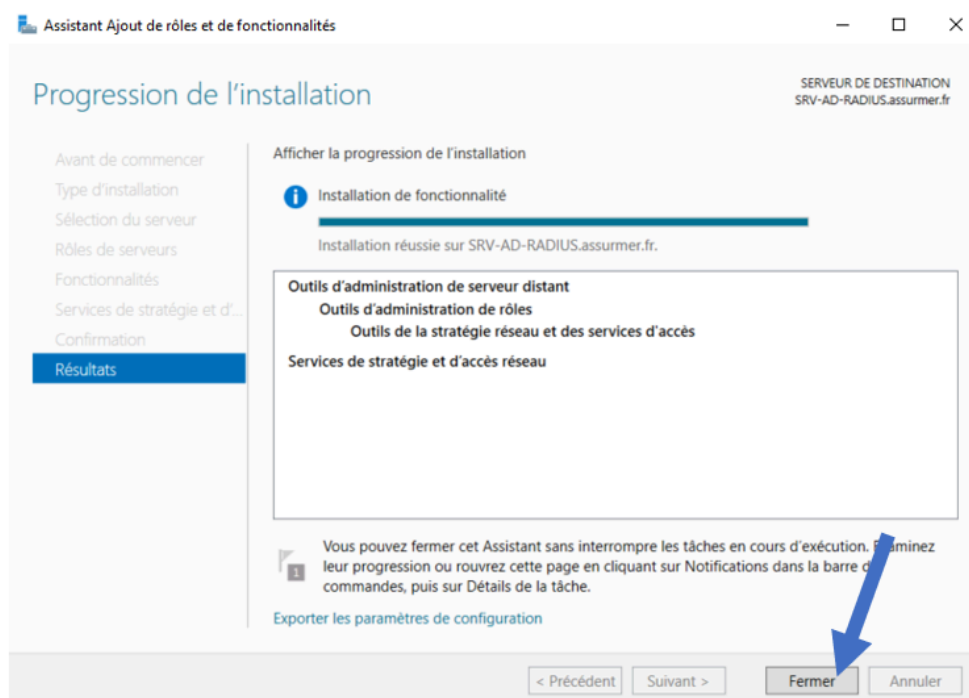 Assistant Ajout de rôles et de fonctionnalités
Progression de l'installation
SERVEUR DE DESTINATION
SRV-AD-RADIUS.assurmer.fr
Avant de commencer
Type d'installation
Sélection du serveur
Rôles de serveurs
Fonctionnalités
Services de stratégie et d'...
Confirmation
Résultats
Afficher la progression de l'installation
Installation de fonctionnalité
Installation réussie sur SRV-AD-RADIUS.assurmer.fr.
Outils d'administration de serveur distant
Outils d'administration de rôles
Outils de la stratégie réseau et des services d'accès
Services de stratégie et d'accès réseau
1
Vous pouvez fermer cet Assistant sans interrompre les tâches en cours d'exécution.
leur progression ou rouvrez cette page en cliquant sur Notifications dans la barre
commandes, puis sur Détails de la tâche.
Exporter les paramètres de configuration
< Précédent
Suivant >
Fermer
Annuler